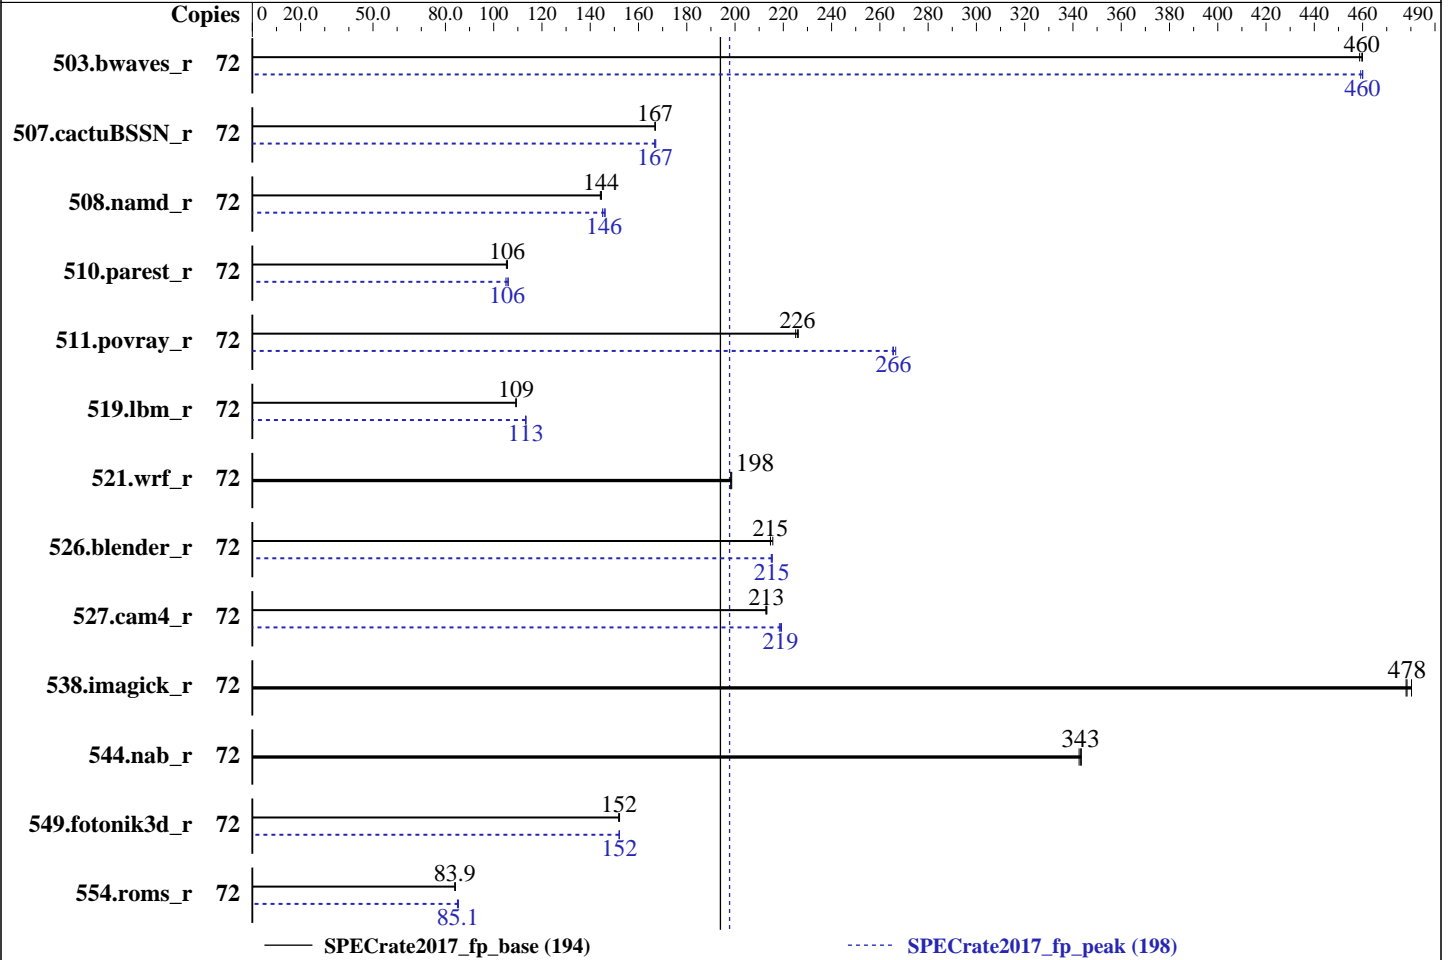 Copies 0 20.0 50.0 80.0 100 120 140 160 180 200 220 240 260 280 300 320 340 360 380 400 420 440 460 490
503.bwaves_r 72 460
460
507.cactuBSSN_r 72 167
167
508.namd_r 72 144
146
510.parest_r 72 106
106
511.povray_r 72 226
266
519.lbm_r 72 109
113
521.wrf_r 72 198
526.blender_r 72 215
215
527.cam4_r 72 213
219
538.imagick_r 72 478
544.nab_r 72 343
549.fotonik3d_r 72 152
152
554.roms_r 72 83.9
85.1
SPECrate2017_fp_base (194) SPECrate2017_fp_peak (198)